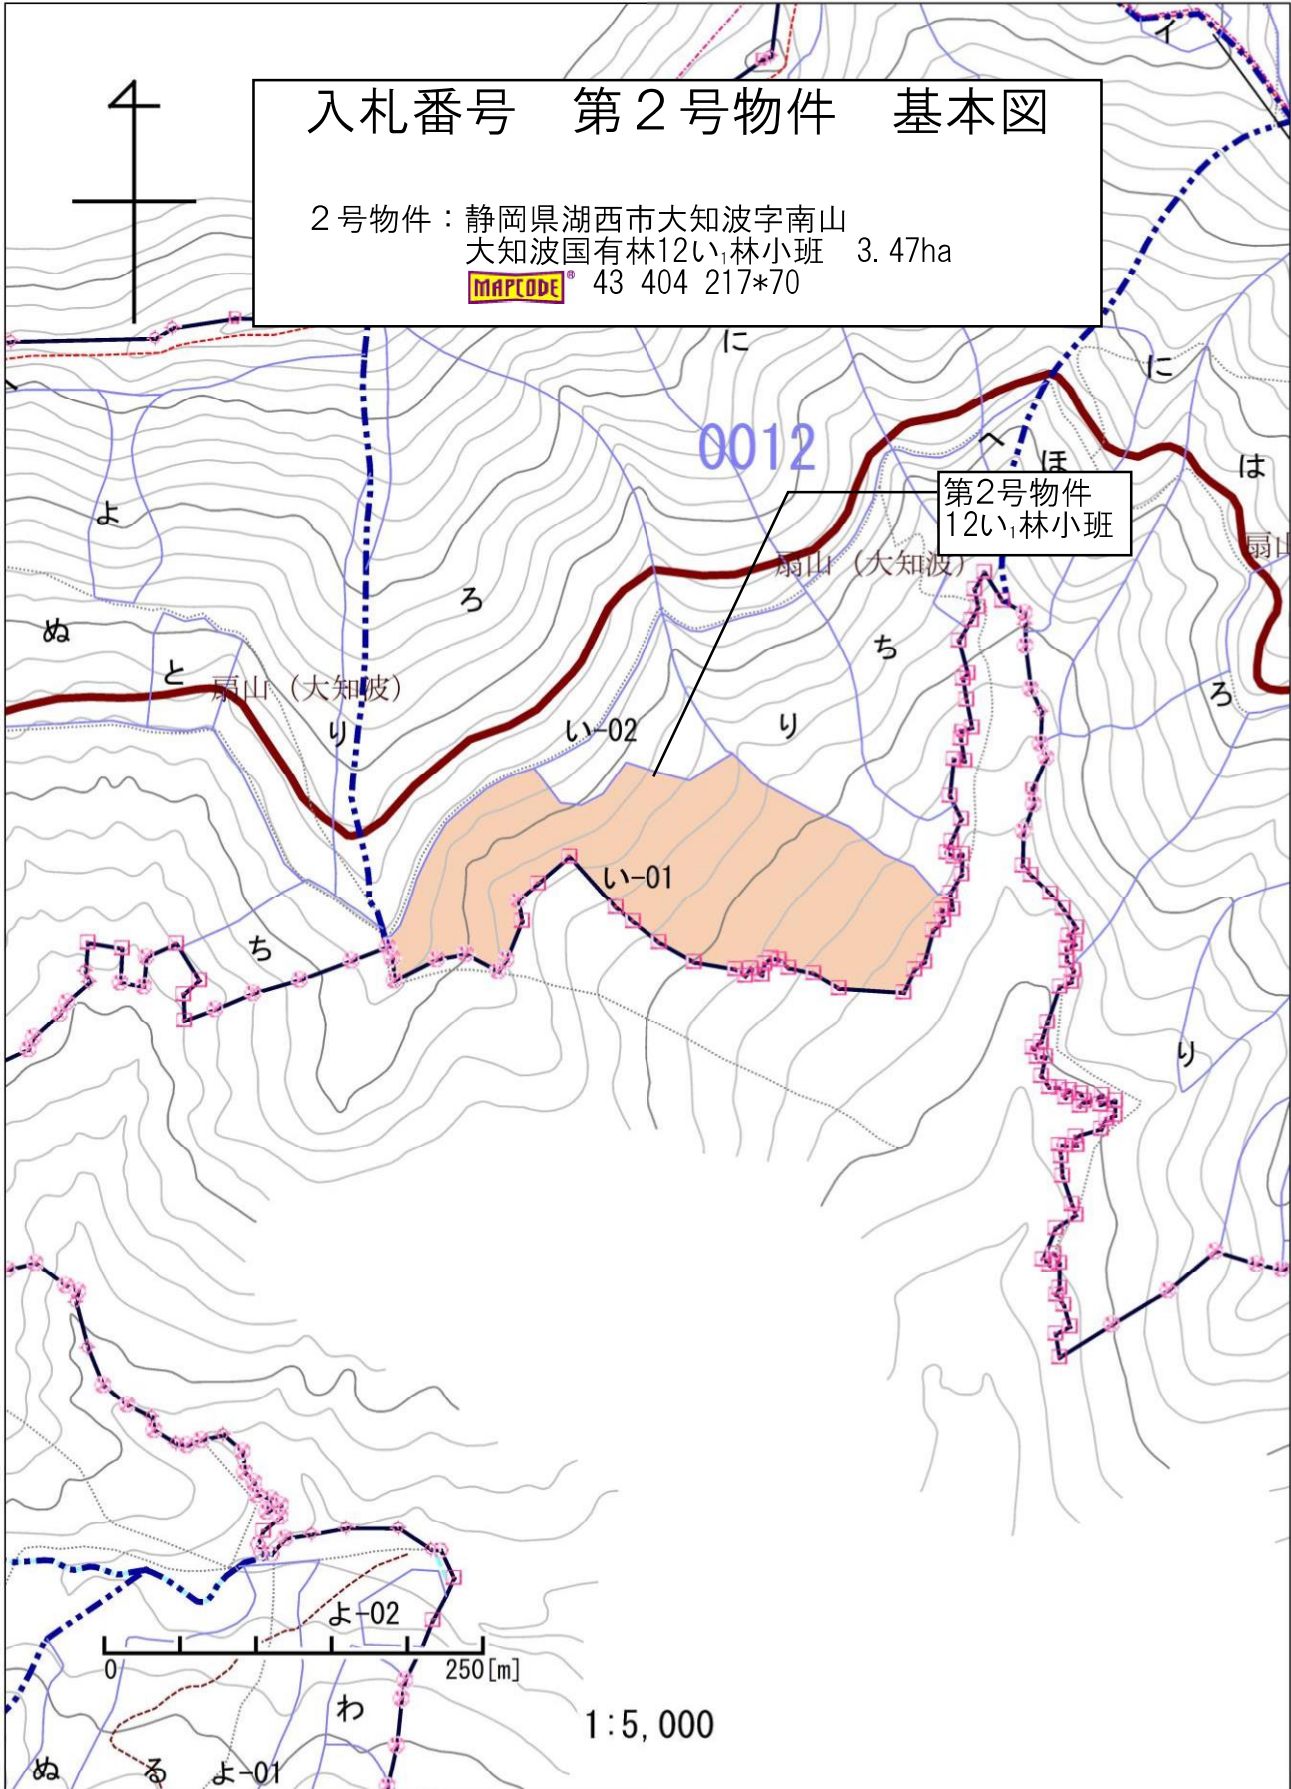 イ
入札番号　第２号物件　基本図
２号物件：静岡県湖西市大知波字南山
大知波国有林12い₁林小班　3.47ha
MAPCODE® 43 404 217*70
に
に
0012
へ
ほ
は
第2号物件
12い₁林小班
よ
扇山（大知波）
扇山
ろ
ぬ
ち
と
扇山（大知波）
ろ
り
い-02
り
い-01
ち
り
よ-02
0
250[m]
わ
1:5,000
ぬ
る
よ-01